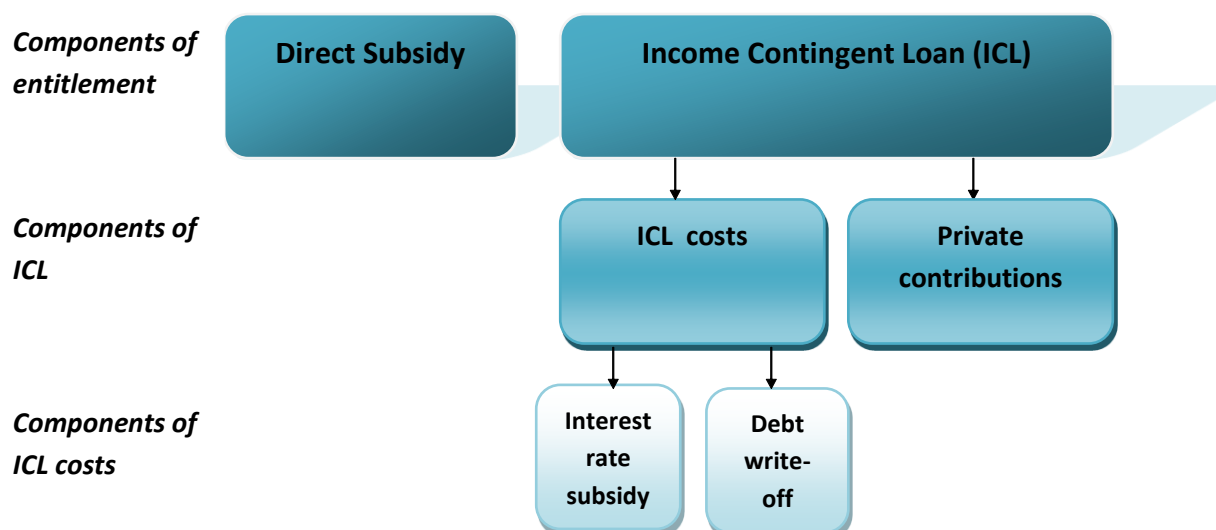 Components of
entitlement
Direct Subsidy
Income Contingent Loan (ICL)
Components of
ICL
ICL costs
Private
contributions
Components of
ICL costs
Interest
rate
subsidy
Debt
write-
off